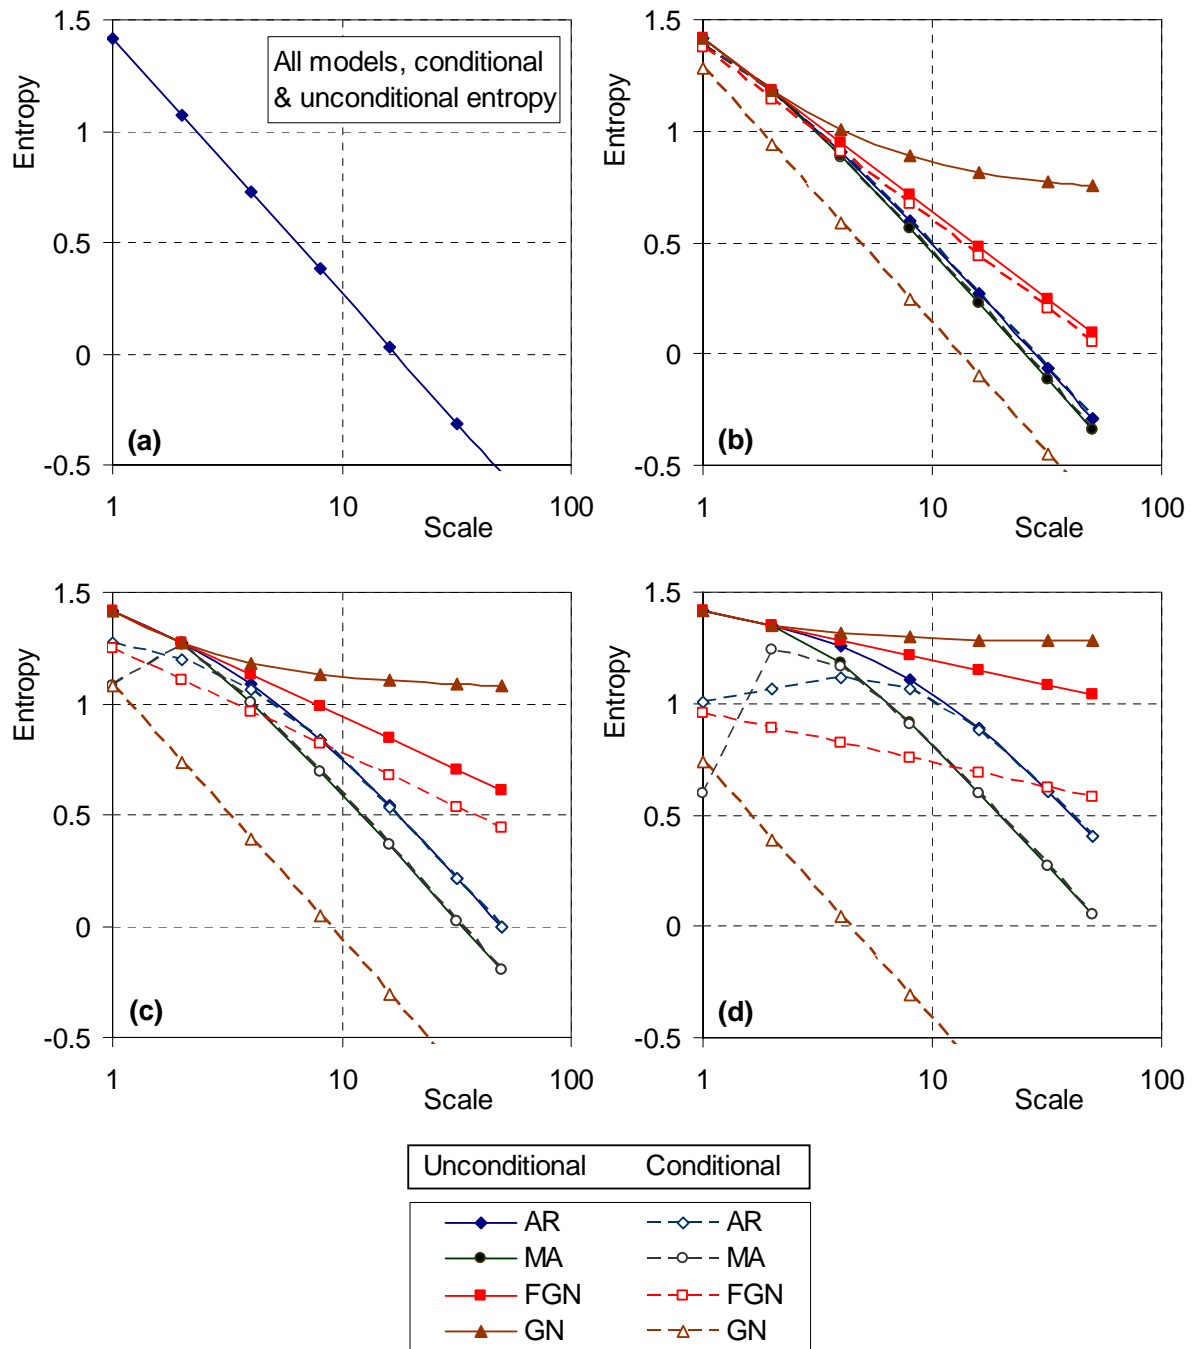 1.5
1
0.5
0
-0.5
Entropy
All models, conditional
& unconditional entropy
(a)
1
10
100
Scale
1.5
1
0.5
0
-0.5
Entropy
(b)
1
10
100
Scale
1.5
1
0.5
0
-0.5
Entropy
(c)
1
10
100
Scale
1.5
1
0.5
0
-0.5
Entropy
(d)
1
10
100
Scale
Unconditional Conditional
AR AR
MA MA
FGN FGN
GN GN